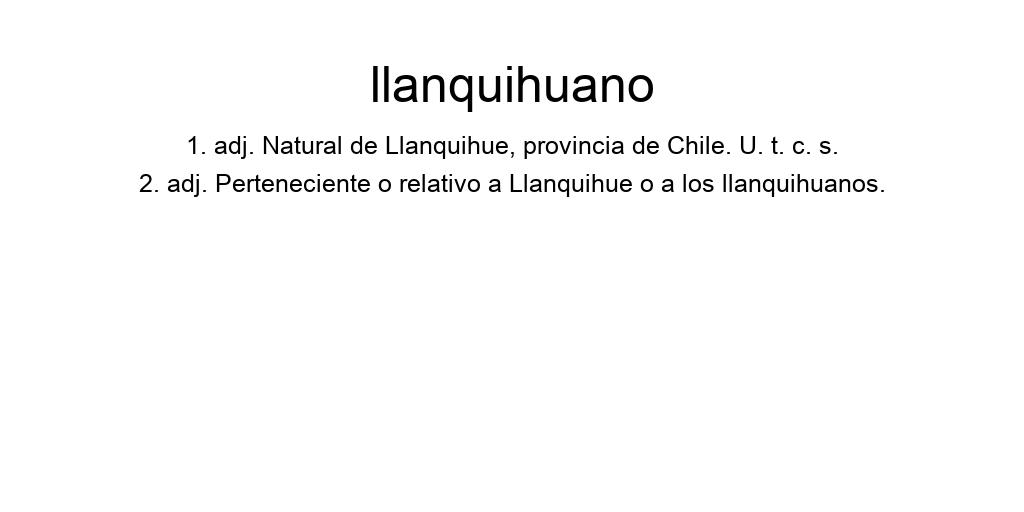 llanquihuano
1. adj. Natural de Llanquihue, provincia de Chile. U. t. c. s.
2. adj. Perteneciente o relativo a Llanquihue o a los llanquihuanos.